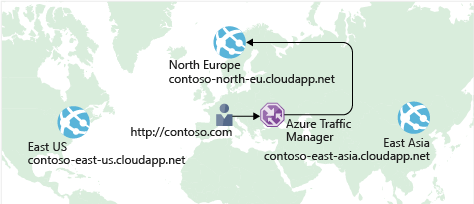 North Europe
contoso-north-eu.cloudapp.net
http://contoso.com
Azure Traffic
Manager
East US
contoso-east-us.cloudapp.net
East Asia
contoso-east-asia.cloudapp.net